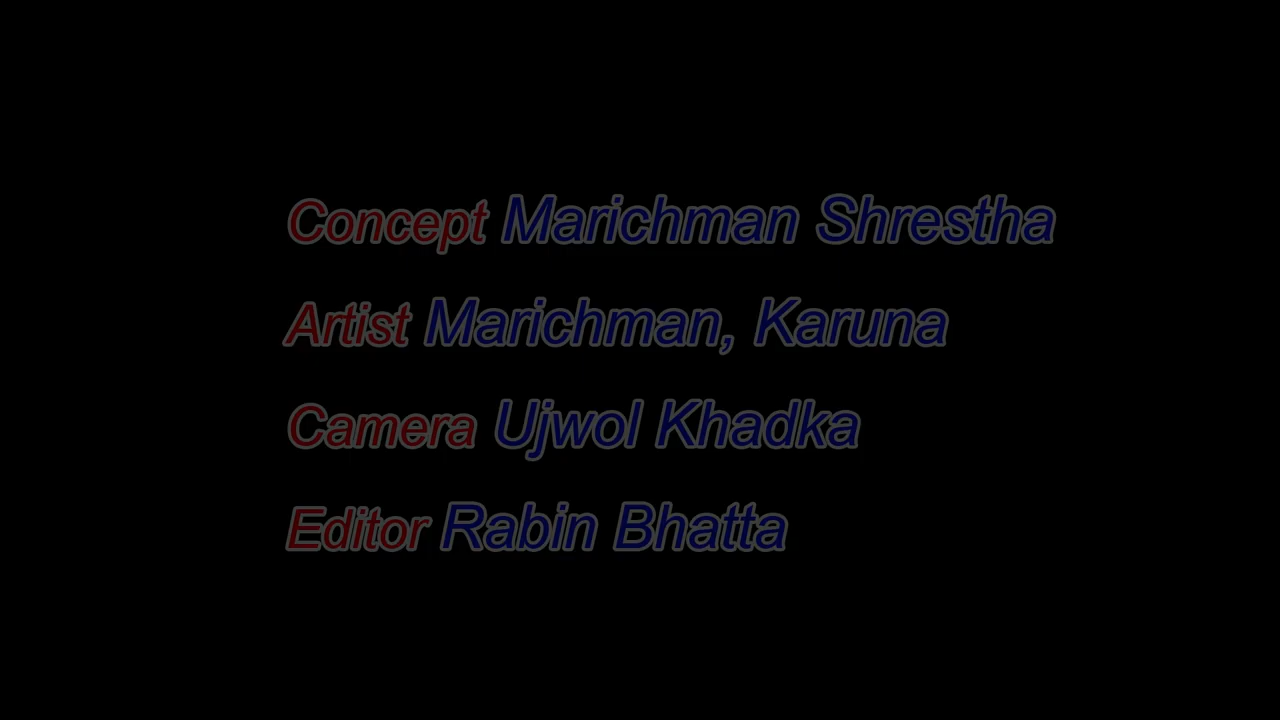 Concept Marichman Shrestha
Artist Marichman, Karuna
Camera Ujwol Khadka
Editor Rabin Bhatta